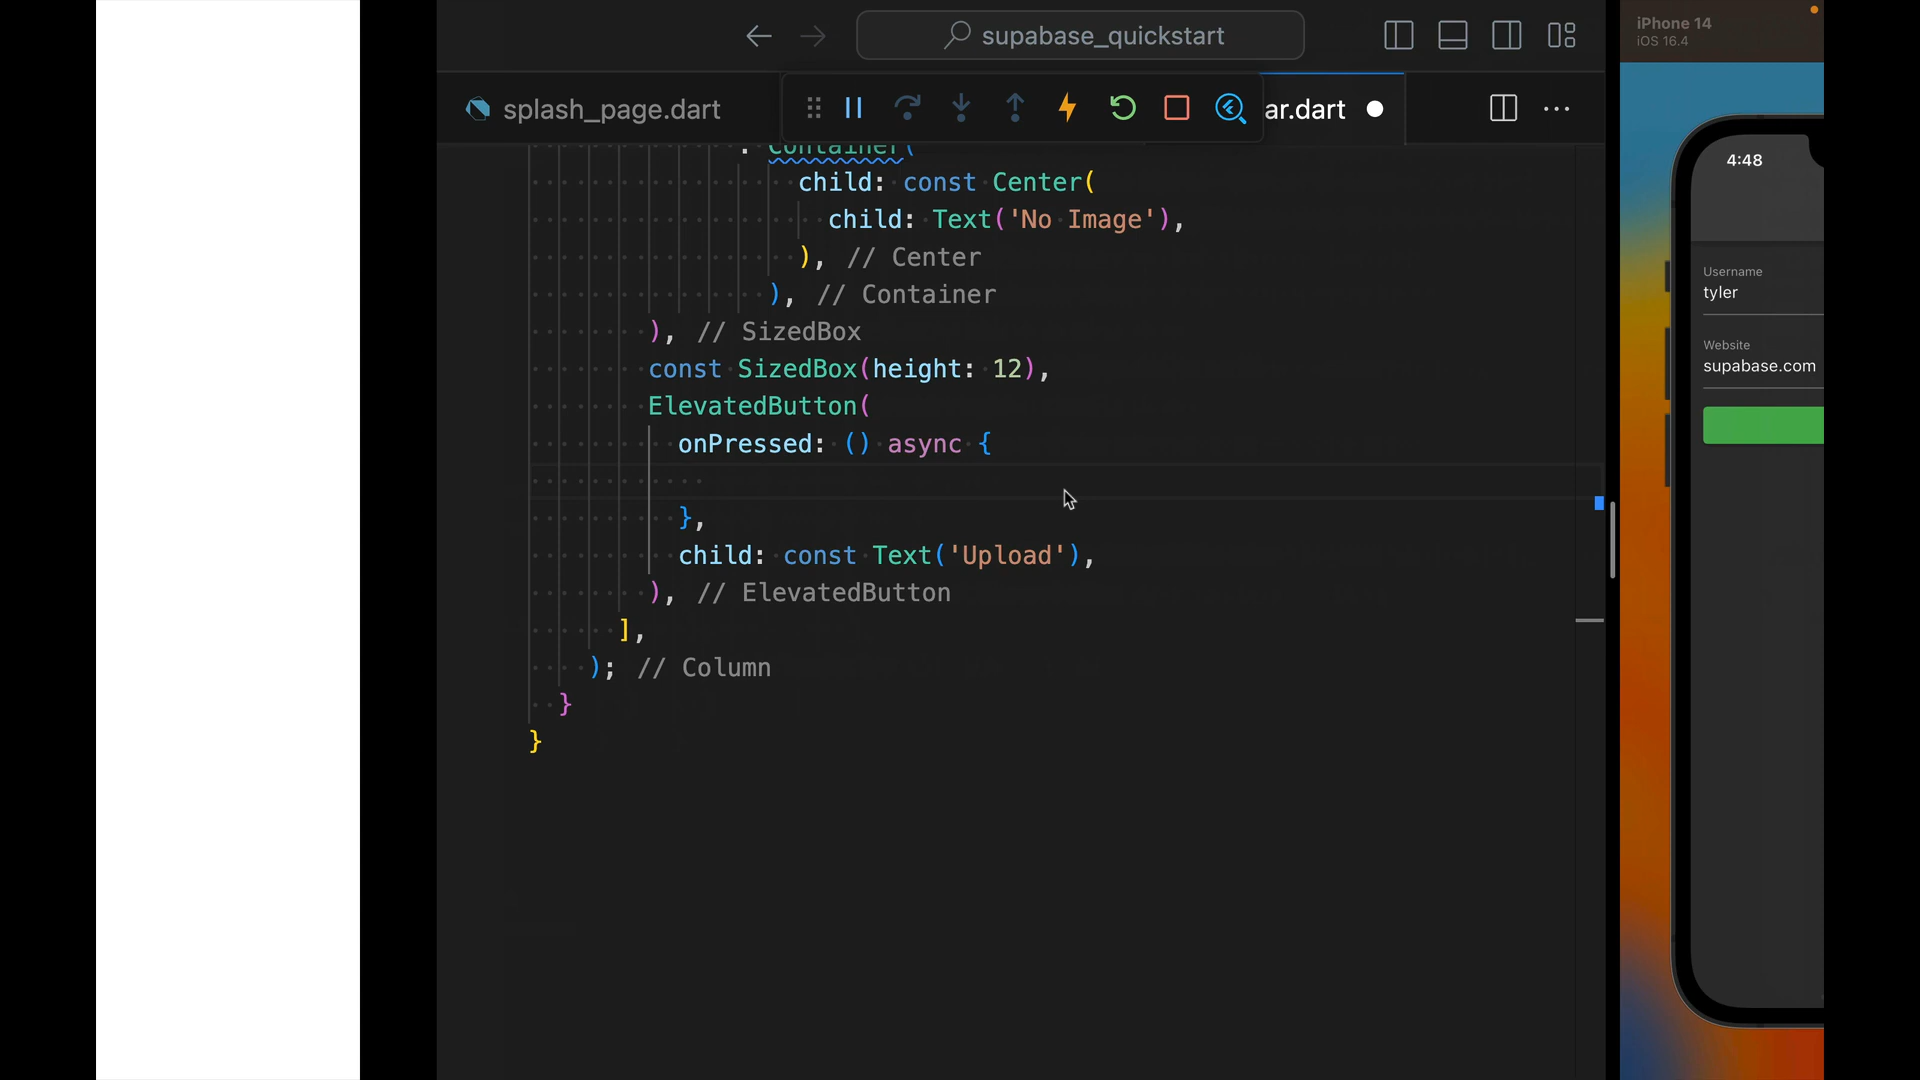 supabase_quickstart
splash_page.dart
ar.dart
: Container(
child: const Center(
child: Text('No Image'),
), // Center
), // Container
), // SizedBox
const SizedBox(height: 12),
ElevatedButton(
onPressed: () async {
},
child: const Text('Upload'),
), // ElevatedButton
],
); // Column
}
}
iPhone 14
iOS 16.4
4:48
Username
tyler
Website
supabase.com